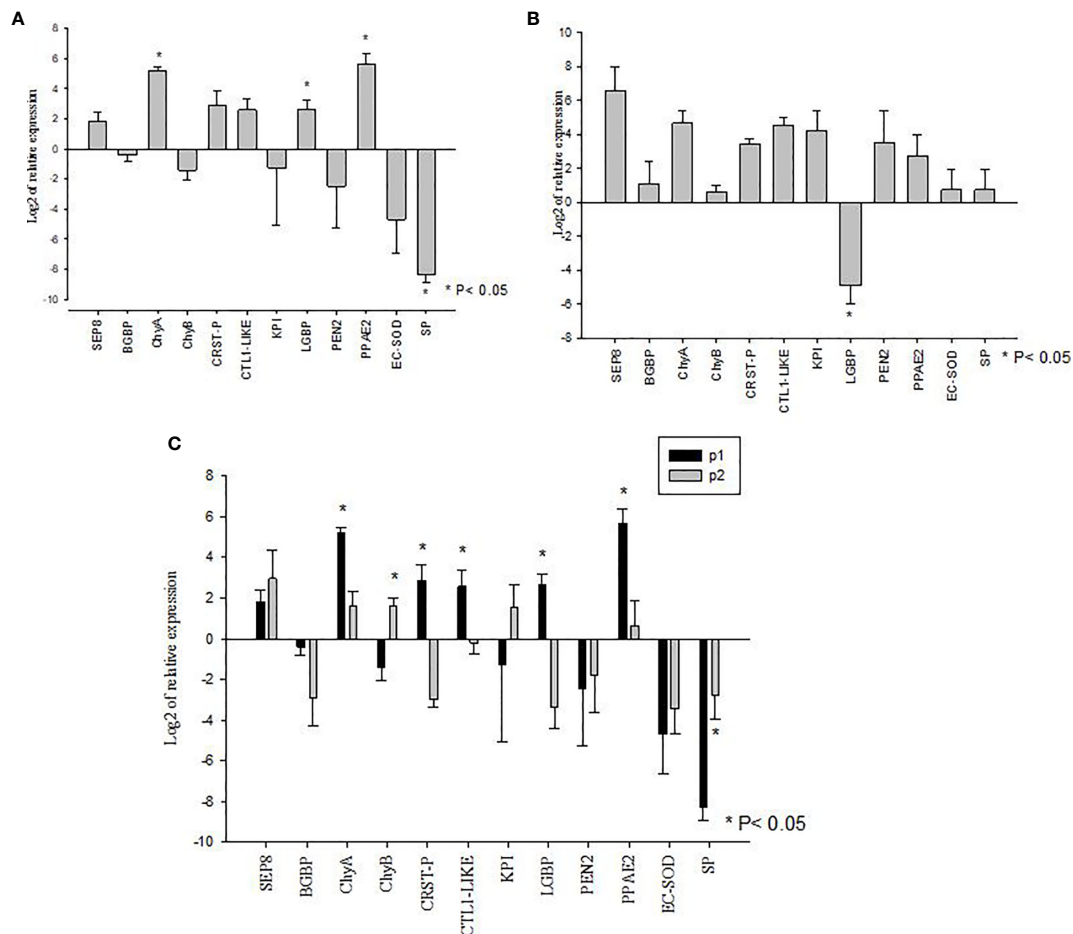 A
Log2 of relative expression
8
6
4
2
0
-2
-4
-6
-8
-10
*
*
*
*
* P< 0.05
SEP8
BGBP
ChyA
ChyB
CRST-P
CTL1-LIKE
KPI
LGBP
PEN2
PPAE2
EC-SOD
SP
B
Log2 of relative expression
10
8
6
4
2
0
-2
-4
-6
-8
*
SEP8
BGBP
ChyA
ChyB
CRST-P
CTL1-LIKE
KPI
LGBP
PEN2
PPAE2
EC-SOD
SP
* P< 0.05
C
p1
p2
Log2 of relative expression
8
6
4
2
0
-2
-4
-6
-8
-10
*
*
*
*
*
*
*
* P< 0.05
SEP8
BGBP
ChyA
ChyB
CRST-P
CTL1-LIKE
KPI
LGBP
PEN2
PPAE2
EC-SOD
SP